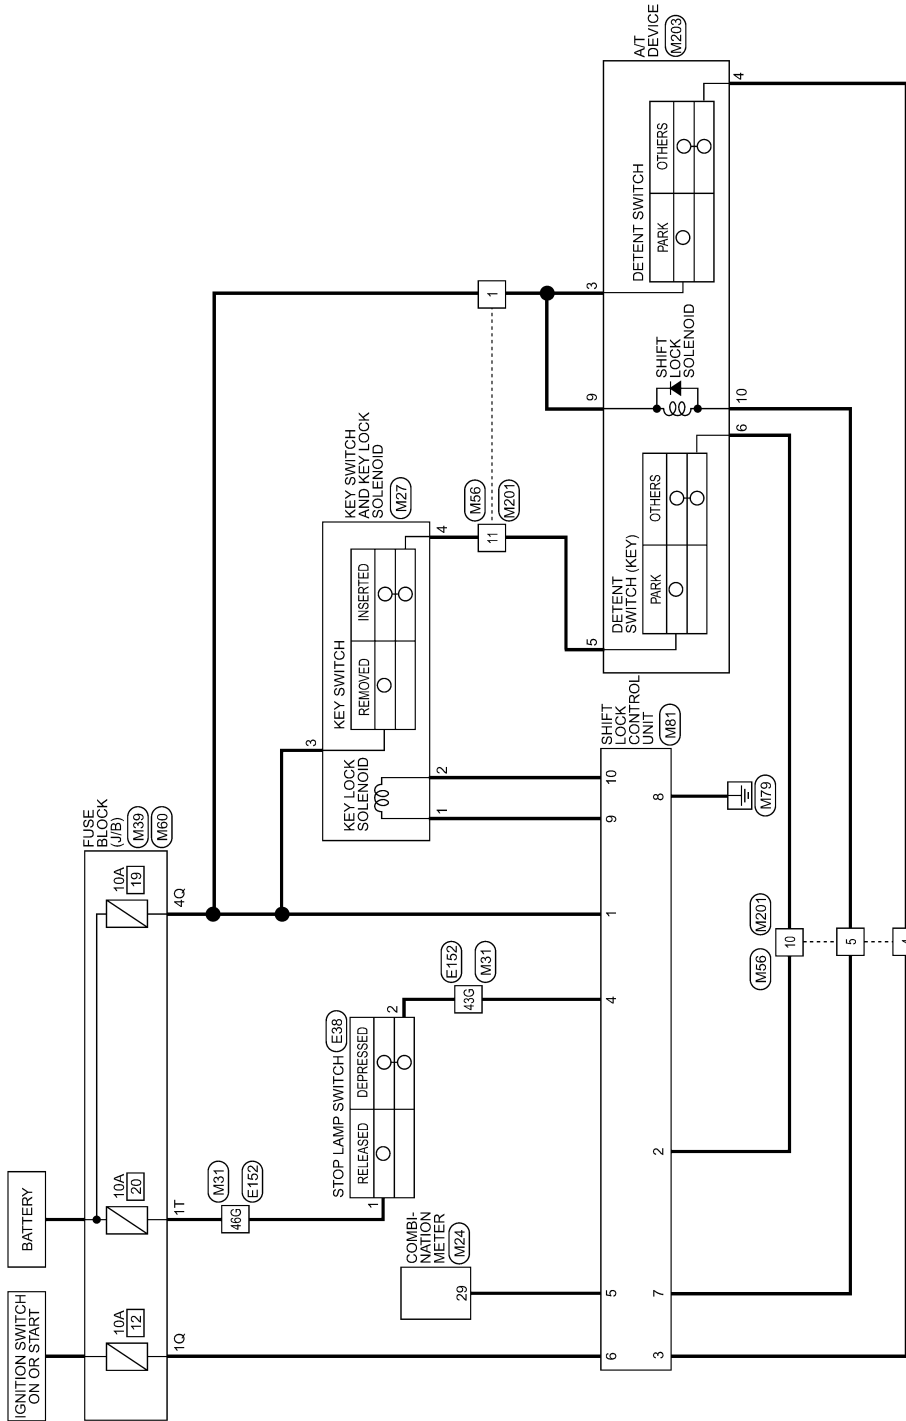 IGNITION SWITCH
ON OR START
BATTERY
FUSE
BLOCK
(J/B)
M39
M60
10A
12
10A
20
10A
19
1Q
1T
4Q
M31
46G
E152
STOP LAMP SWITCH
E38
RELEASED
DEPRESSED
1
2
E152
43G
M31
COMBI-
NATION
METER
M24
29
KEY SWITCH
AND KEY LOCK
SOLENOID
M27
KEY LOCK
SOLENOID
KEY SWITCH
REMOVED
INSERTED
3
1
2
4
M56
11
M201
1
SHIFT
LOCK
CONTROL
UNIT
M81
6
5
4
1
9
10
3
7
2
8
M79
A/T
DEVICE
M203
5
9
3
DETENT
SWITCH (KEY)
PARK
OTHERS
SHIFT
LOCK
SOLENOID
DETENT SWITCH
PARK
OTHERS
6
10
4
M56
10
M201
5